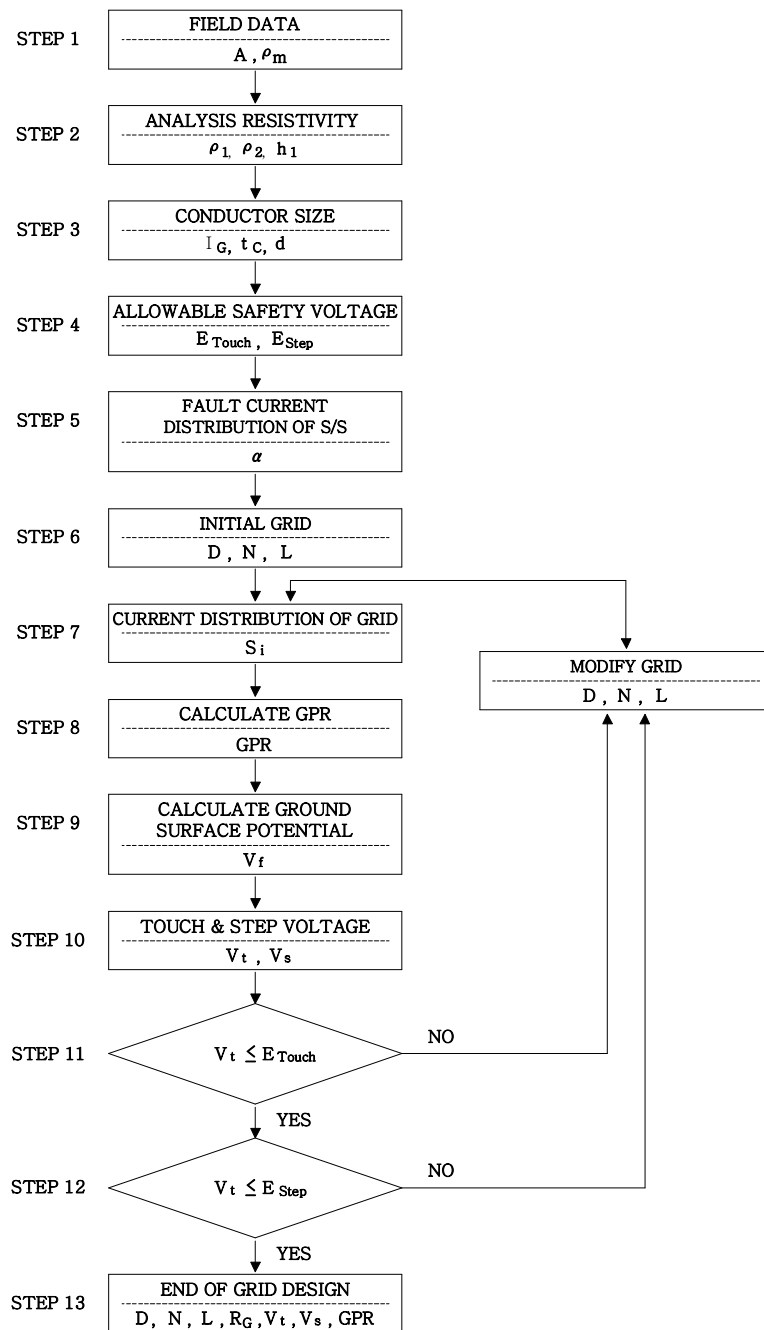 STEP 1
FIELD DATA
A , ρm
STEP 2
ANALYSIS RESISTIVITY
ρ1, ρ2, h1
STEP 3
CONDUCTOR SIZE
IG, tC, d
STEP 4
ALLOWABLE SAFETY VOLTAGE
ETouch , EStep
STEP 5
FAULT CURRENT
DISTRIBUTION OF S/S
α
STEP 6
INITIAL GRID
D , N , L
STEP 7
CURRENT DISTRIBUTION OF GRID
Si
MODIFY GRID
D , N , L
STEP 8
CALCULATE GPR
GPR
STEP 9
CALCULATE GROUND
SURFACE POTENTIAL
Vf
STEP 10
TOUCH & STEP VOLTAGE
Vt , Vs
STEP 11
Vt ≤ ETouch
NO
YES
STEP 12
Vt ≤ EStep
NO
YES
STEP 13
END OF GRID DESIGN
D, N, L ,RG,Vt,Vs, GPR